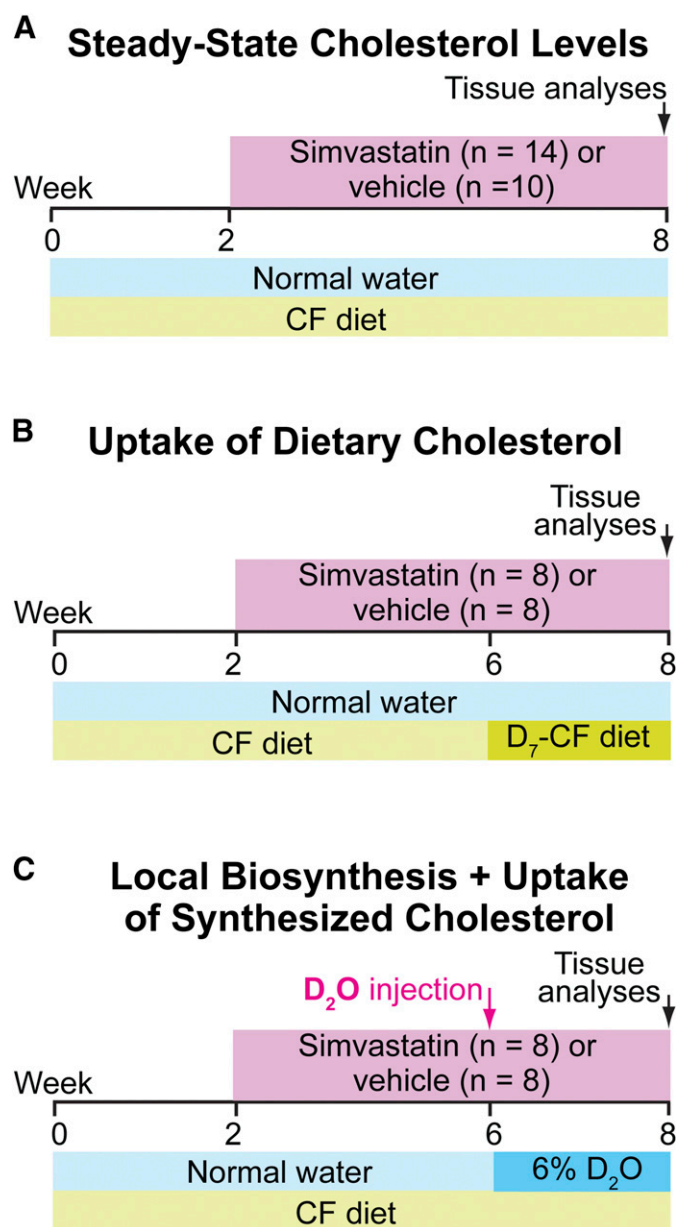 A
Steady-State Cholesterol Levels
Tissue analyses
Simvastatin (n = 14) or
vehicle (n =10)
Week
0 2 8
Normal water
CF diet
B
Uptake of Dietary Cholesterol
Tissue
analyses
Simvastatin (n = 8) or
vehicle (n = 8)
Week
0 2 6 8
Normal water
CF diet D₇-CF diet
C
Local Biosynthesis + Uptake
of Synthesized Cholesterol
Tissue
analyses
D₂O injection
Simvastatin (n = 8) or
vehicle (n = 8)
Week
0 2 6 8
Normal water 6% D₂O
CF diet